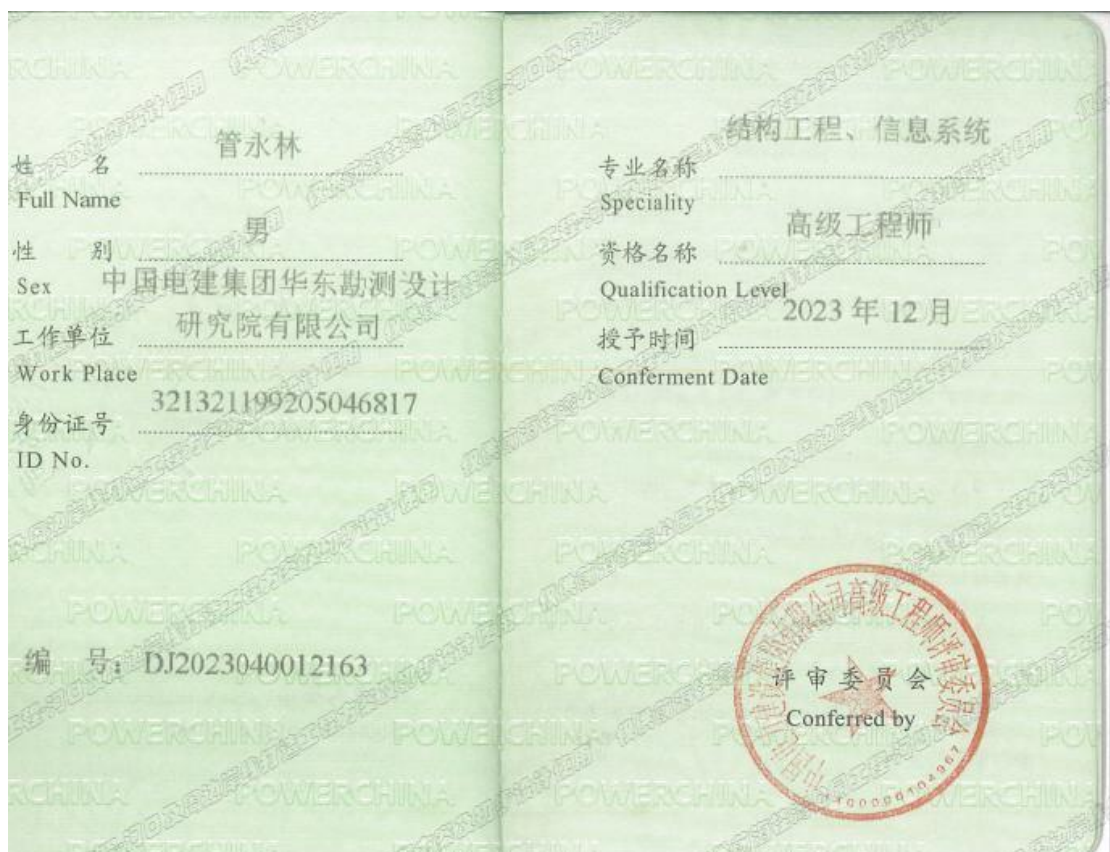 管永林
姓 名
Full Name
男
性 别
Sex
中国电建集团华东勘测设计
研究院有限公司
工作单位
Work Place
321321199205046817
身份证号
ID No.
编 号: DJ2023040012163
结构工程、信息系统
专业名称
Speciality
高级工程师
资格名称
Qualification Level
2023 年 12 月
授予时间
Conferment Date
评审委员会
Conferred by
POWERCHINA